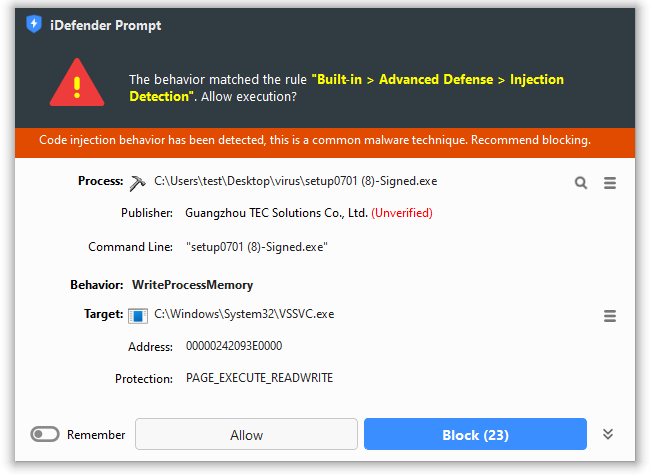 iDefender Prompt
The behavior matched the rule "Built-in > Advanced Defense > Injection
Detection". Allow execution?
Code injection behavior has been detected, this is a common malware technique. Recommend blocking.
Process: C:\Users\test\Desktop\virus\setup0701 (8)-Signed.exe
Publisher: Guangzhou TEC Solutions Co., Ltd. (Unverified)
Command Line: "setup0701 (8)-Signed.exe"
Behavior: WriteProcessMemory
Target: C:\Windows\System32\VSSVC.exe
Address: 00000242093E0000
Protection: PAGE_EXECUTE_READWRITE
Remember Allow Block (23)